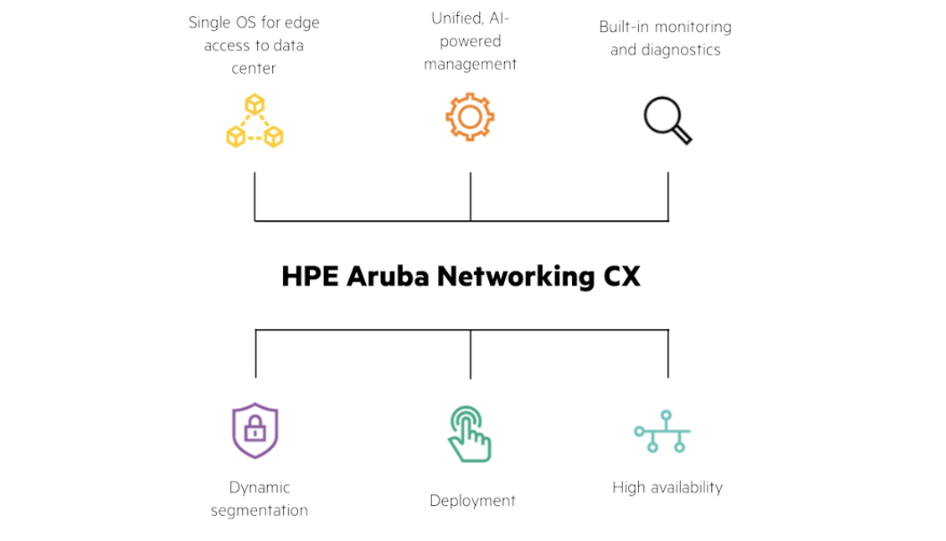 Single OS for edge
access to data
center
Unified, AI-
powered
management
Built-in monitoring
and diagnostics
HPE Aruba Networking CX
Dynamic
segmentation
Deployment
High availability